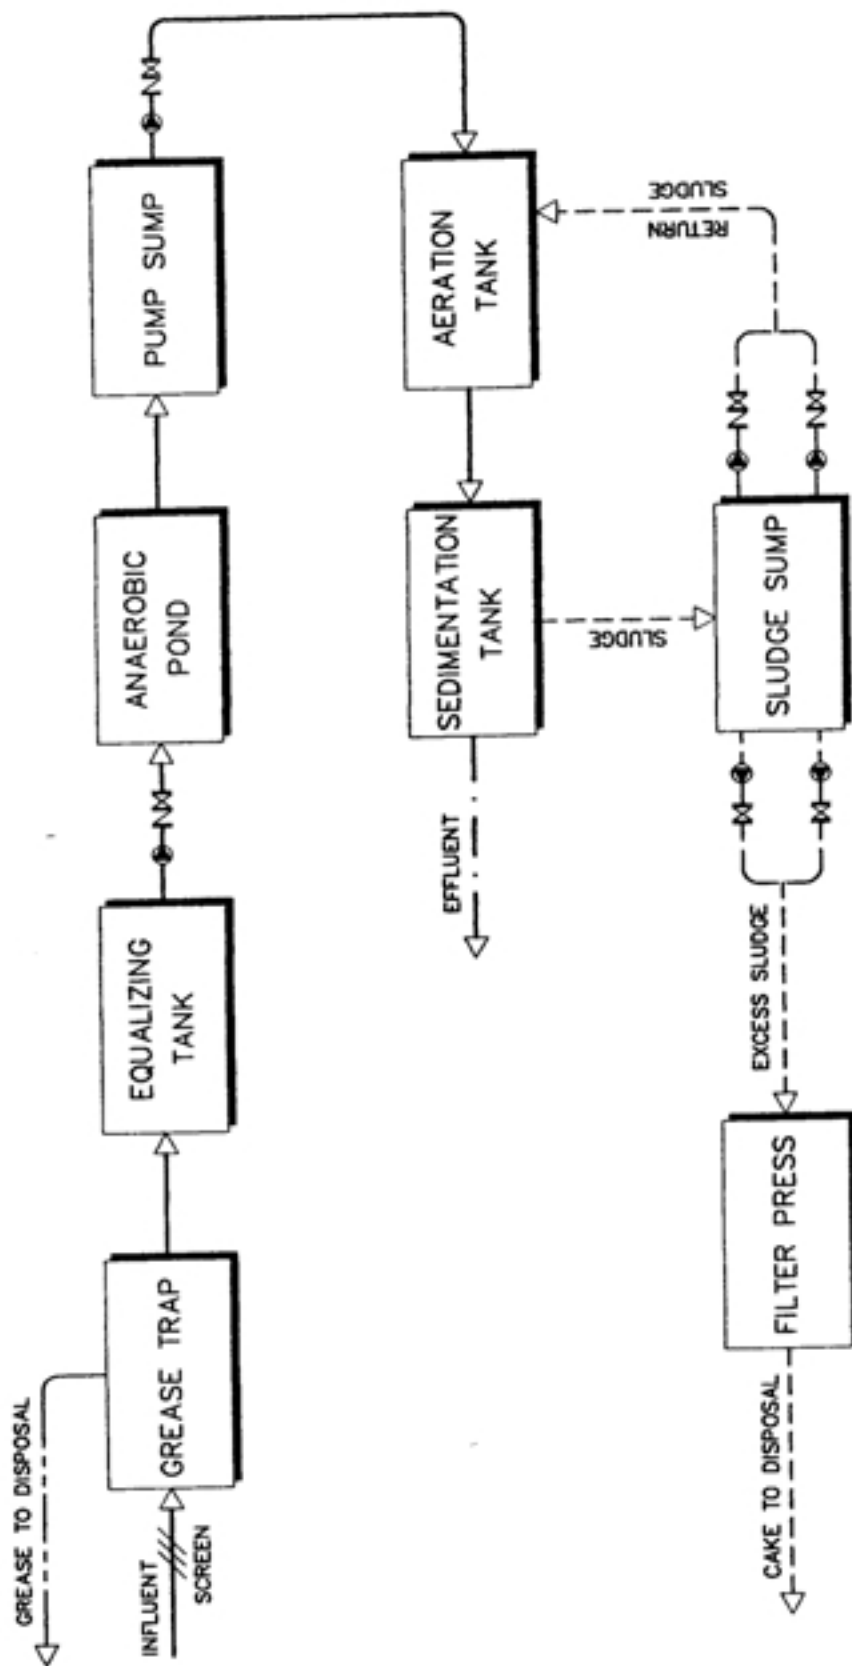 GREASE TO DISPOSAL
INFLUENT
SCREEN
GREASE TRAP
EQUALIZING
TANK
ANAEROBIC
POND
PUMP SUMP
EFFLUENT
SEDIMENTATION
TANK
AERATION
TANK
SLUDGE
RETURN
SLUDGE
CAKE TO DISPOSAL
FILTER PRESS
EXCESS SLUDGE
SLUDGE SUMP